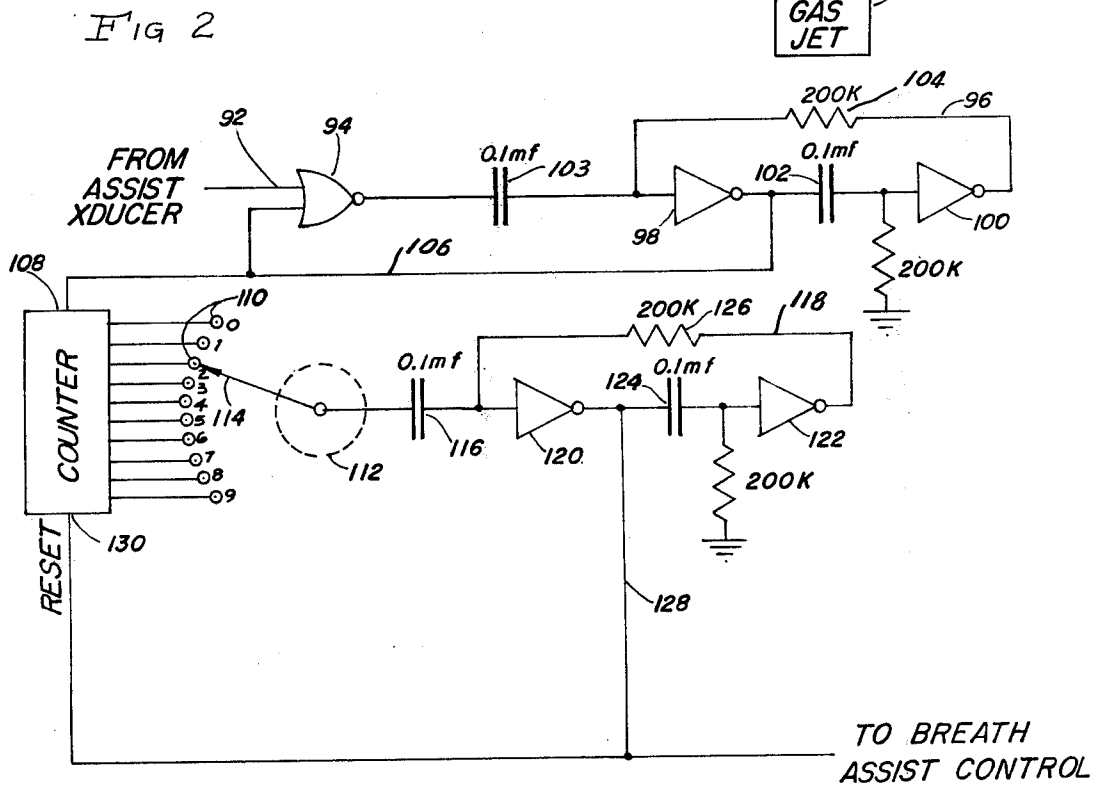 FIG 2
GAS
JET
92
94
FROM
ASSIST
XDUCER
0.1mf
103
200K
104
96
0.1mf
102
98
100
200K
106
108
110
0
1
2
3
4
5
6
7
8
9
COUNTER
114
112
0.1mf
116
200K
126
118
0.1mf
124
120
122
200K
RESET
130
128
TO BREATH
ASSIST CONTROL